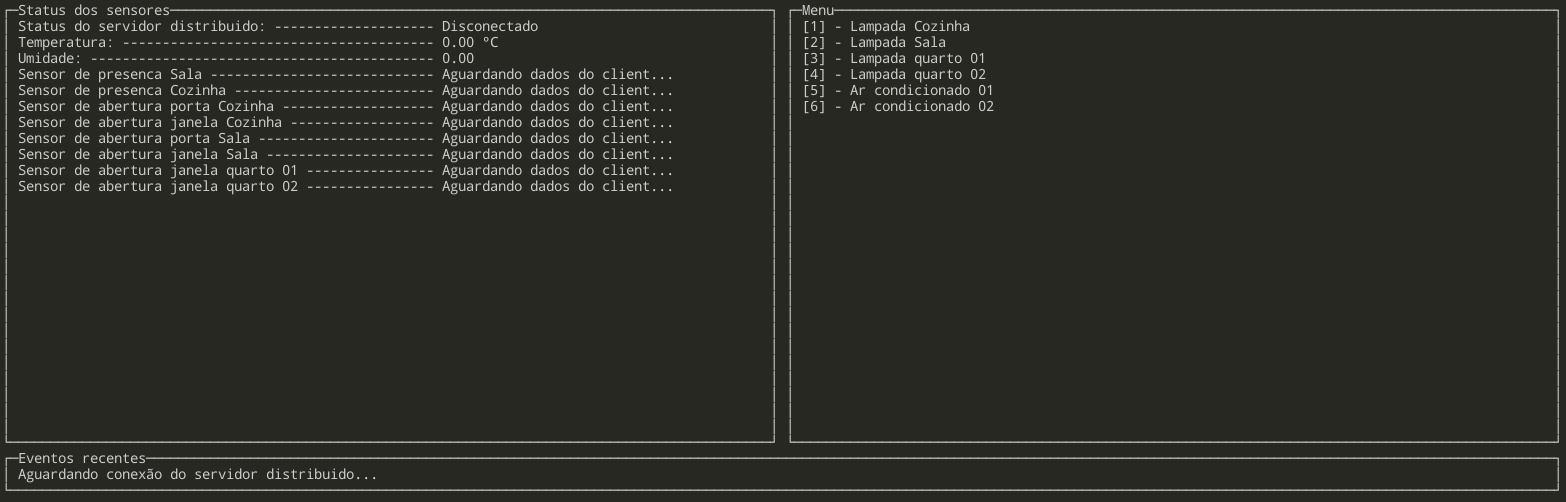 Status dos sensores
Status do servidor distribuido: -------------------- Disconectado
Temperatura: --------------------------------------- 0.00 °C
Umidade: ------------------------------------------- 0.00
Sensor de presenca Sala ---------------------------- Aguardando dados do client...
Sensor de presenca Cozinha ------------------------- Aguardando dados do client...
Sensor de abertura porta Cozinha ------------------- Aguardando dados do client...
Sensor de abertura janela Cozinha ------------------ Aguardando dados do client...
Sensor de abertura porta Sala ---------------------- Aguardando dados do client...
Sensor de abertura janela Sala --------------------- Aguardando dados do client...
Sensor de abertura janela quarto 01 ---------------- Aguardando dados do client...
Sensor de abertura janela quarto 02 ---------------- Aguardando dados do client...
Menu
[1] - Lampada Cozinha
[2] - Lampada Sala
[3] - Lampada quarto 01
[4] - Lampada quarto 02
[5] - Ar condicionado 01
[6] - Ar condicionado 02
Eventos recentes
Aguardando conexão do servidor distribuido...